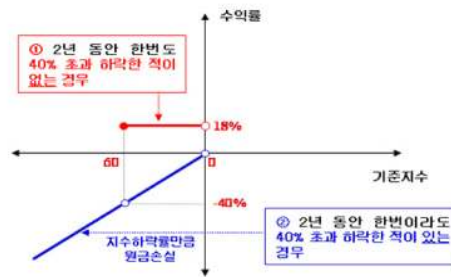 수익률
① 2년 동안 한번도
40% 초과 하락한 적이
없는 경우
18%
60
0
기준지수
-40%
지수하락률만큼
원금손실
② 2년 동안 한번이라도
40% 초과 하락한 적이 있는
경우